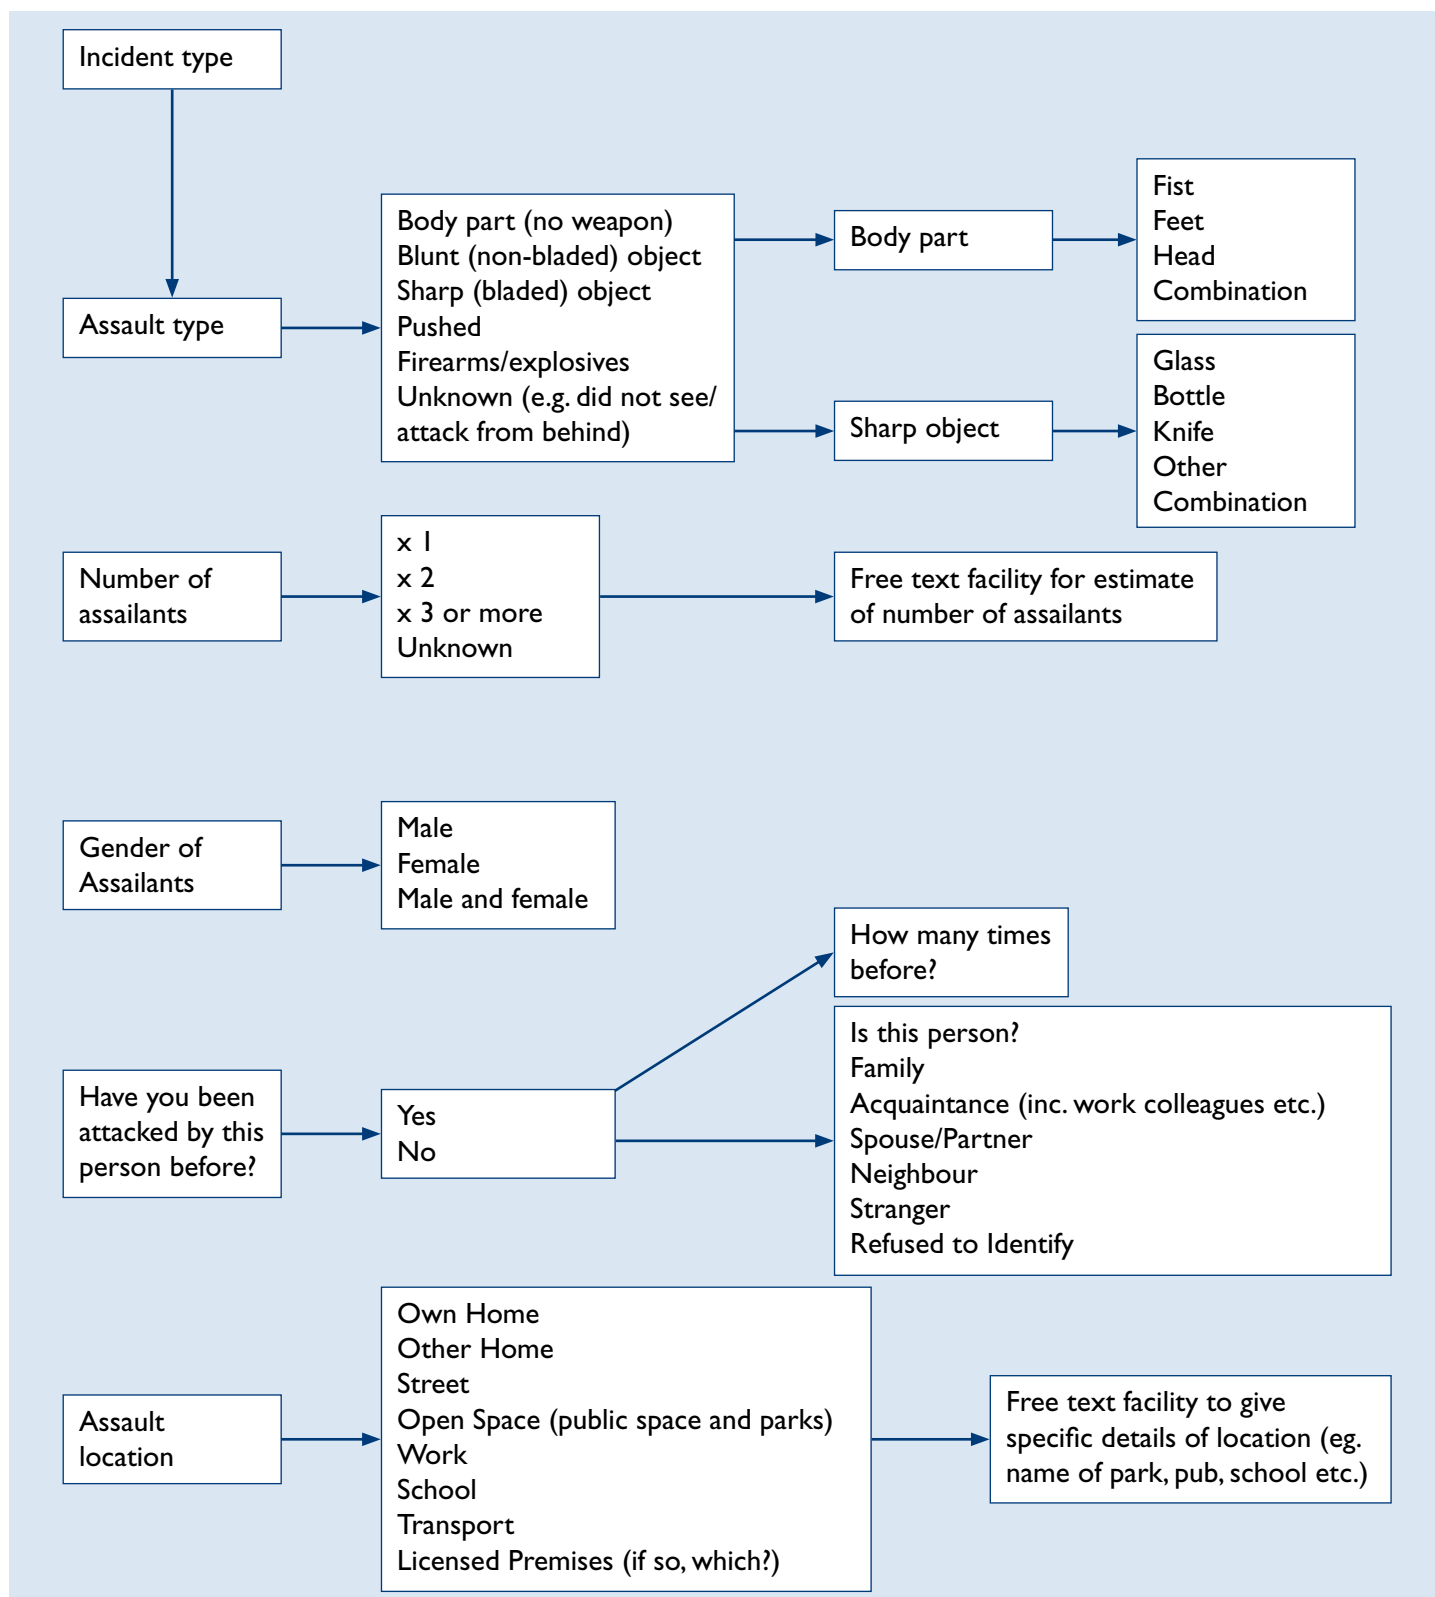 Incident type
Assault type
Body part (no weapon)
Blunt (non-bladed) object
Sharp (bladed) object
Pushed
Firearms/explosives
Unknown (e.g. did not see/
attack from behind)
Body part
Fist
Feet
Head
Combination
Sharp object
Glass
Bottle
Knife
Other
Combination
Number of
assailants
x 1
x 2
x 3 or more
Unknown
Free text facility for estimate
of number of assailants
Gender of
Assailants
Male
Female
Male and female
Have you been
attacked by this
person before?
Yes
No
How many times
before?
Is this person?
Family
Acquaintance (inc. work colleagues etc.)
Spouse/Partner
Neighbour
Stranger
Refused to Identify
Assault
location
Own Home
Other Home
Street
Open Space (public space and parks)
Work
School
Transport
Licensed Premises (if so, which?)
Free text facility to give
specific details of location (eg.
name of park, pub, school etc.)